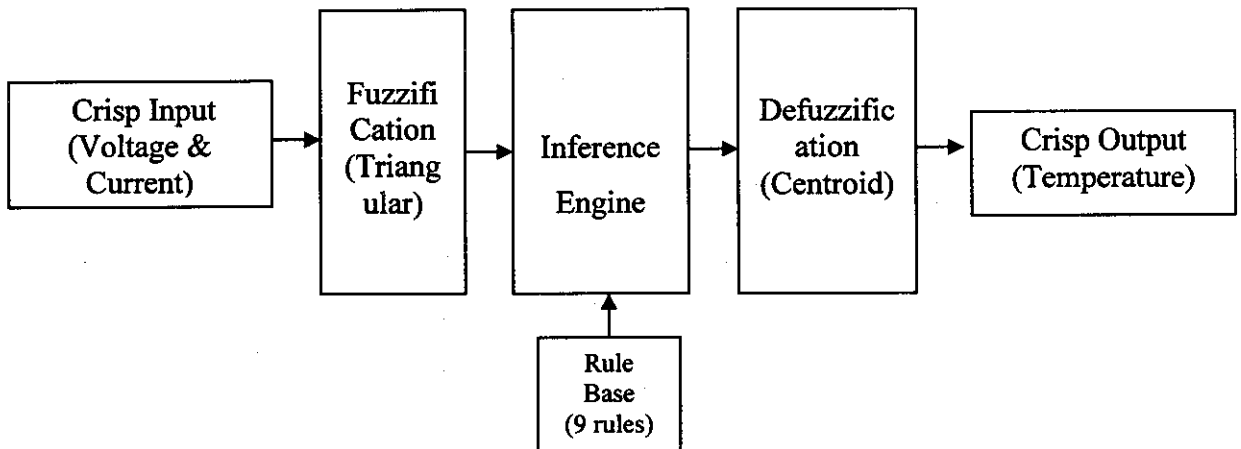 Crisp Input
(Voltage &
Current)
Fuzzifi
Cation
(Triang
ular)
Inference
Engine
Defuzzific
ation
(Centroid)
Crisp Output
(Temperature)
Rule
Base
(9 rules)